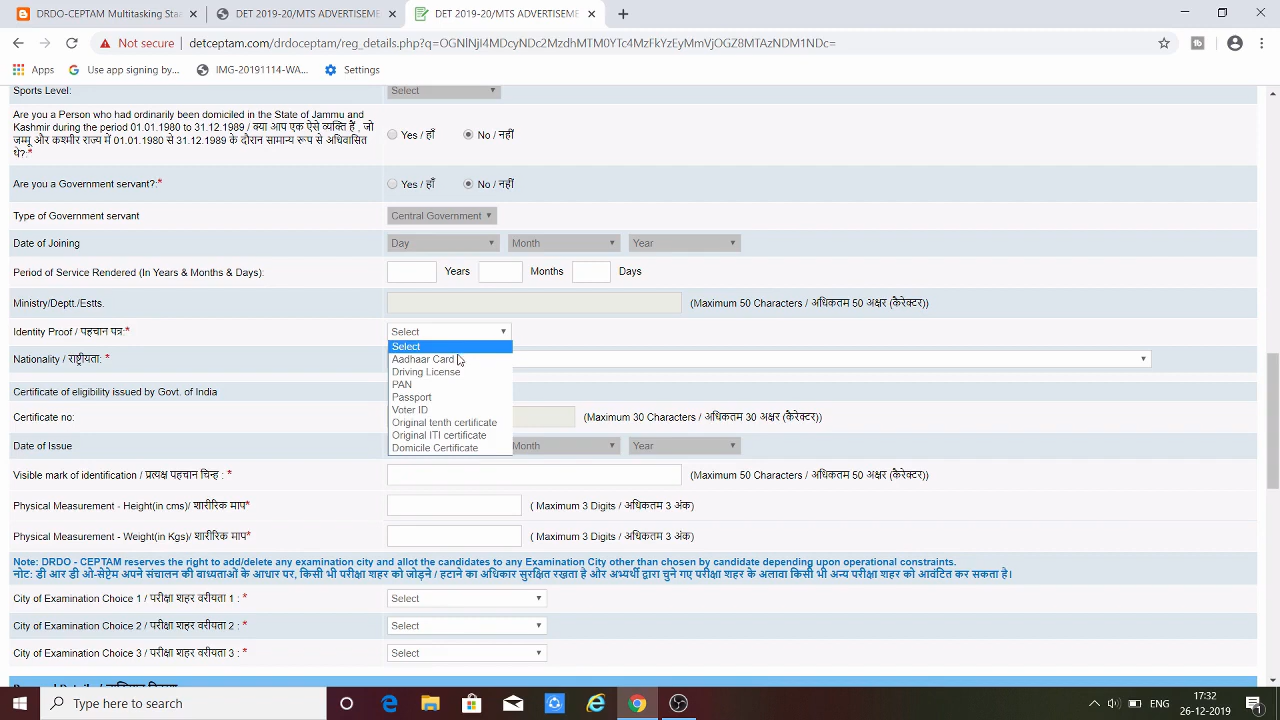 DRDO-CEPTAM Multitasking Sta
DET 2019-20/MTS ADVERTISEME
DET 2019-20/MTS ADVERTISEME
Not secure
detceptam.com/drdoceptam/reg_details.php?q=OGNlNjI4MDcyNDc2MzdhMTM0YTc4MzFkYzEyMmVjOGZ8MTAzNDM1NDc=
Apps
Use app signing by...
IMG-20191114-WA...
Settings
Sports Level:
Select
Are you a Person who had ordinarily been domiciled in the State of Jammu and
Kashmir during the period 01.01.1980 to 31.12.1989 / क्या आप एक ऐसे व्यक्ति हैं , जो
जम्मू और कश्मीर राज्य में 01.01.1980 से 31.12.1989 के दौरान सामान्य रूप से अधिवासित
थे?:*
Yes / हाँ
No / नहीं
Are you a Government servant?:*
Yes / हाँ
No / नहीं
Type of Government servant
Central Government
Date of Joining
Day
Month
Year
Period of Service Rendered (In Years & Months & Days):
Years
Months
Days
Ministry/Deptt./Estts.
(Maximum 50 Characters / अधिकतम 50 अक्षर (कैरेक्टर))
Identity Proof / पहचान पत्र:*
Select
Select
Aadhaar Card
Driving License
PAN
Passport
Voter ID
Original tenth certificate
Original ITI certificate
Domicile Certificate
Nationality / राष्ट्रीयता: *
Certificate of eligibility issued by Govt. of India
Certificate no:
(Maximum 30 Characters / अधिकतम 30 अक्षर (कैरेक्टर))
Date of Issue
Month
Year
Visible mark of identification / प्रत्यक्ष पहचान चिन्ह : *
(Maximum 50 Characters / अधिकतम 50 अक्षर (कैरेक्टर))
Physical Measurement - Height(in cms)/ शारीरिक माप*
( Maximum 3 Digits / अधिकतम 3 अंक)
Physical Measurement - Weight(in Kgs)/ शारीरिक माप*
( Maximum 3 Digits / अधिकतम 3 अंक)
Note: DRDO - CEPTAM reserves the right to add/delete any examination city and allot the candidates to any Examination City other than chosen by candidate depending upon operational constraints.
नोट: डी आर डी ओ-सेप्टेम अपने संचालन की बाध्यताओं के आधार पर, किसी भी परीक्षा शहर को जोड़ने / हटाने का अधिकार सुरक्षित रखता है ओर अभ्यर्थी द्वारा चुने गए परीक्षा शहर के अलावा किसी भी अन्य परीक्षा शहर को आवंटित कर सकता है।
City of Examination Choice 1 / परीक्षा शहर वरीयता 1 : *
Select
City of Examination Choice 2 / परीक्षा शहर वरीयता 2 : *
Select
City of Examination Choice 3 / परीक्षा शहर वरीयता 3 : *
Select
Type here to search
ENG
17:32
26-12-2019
1